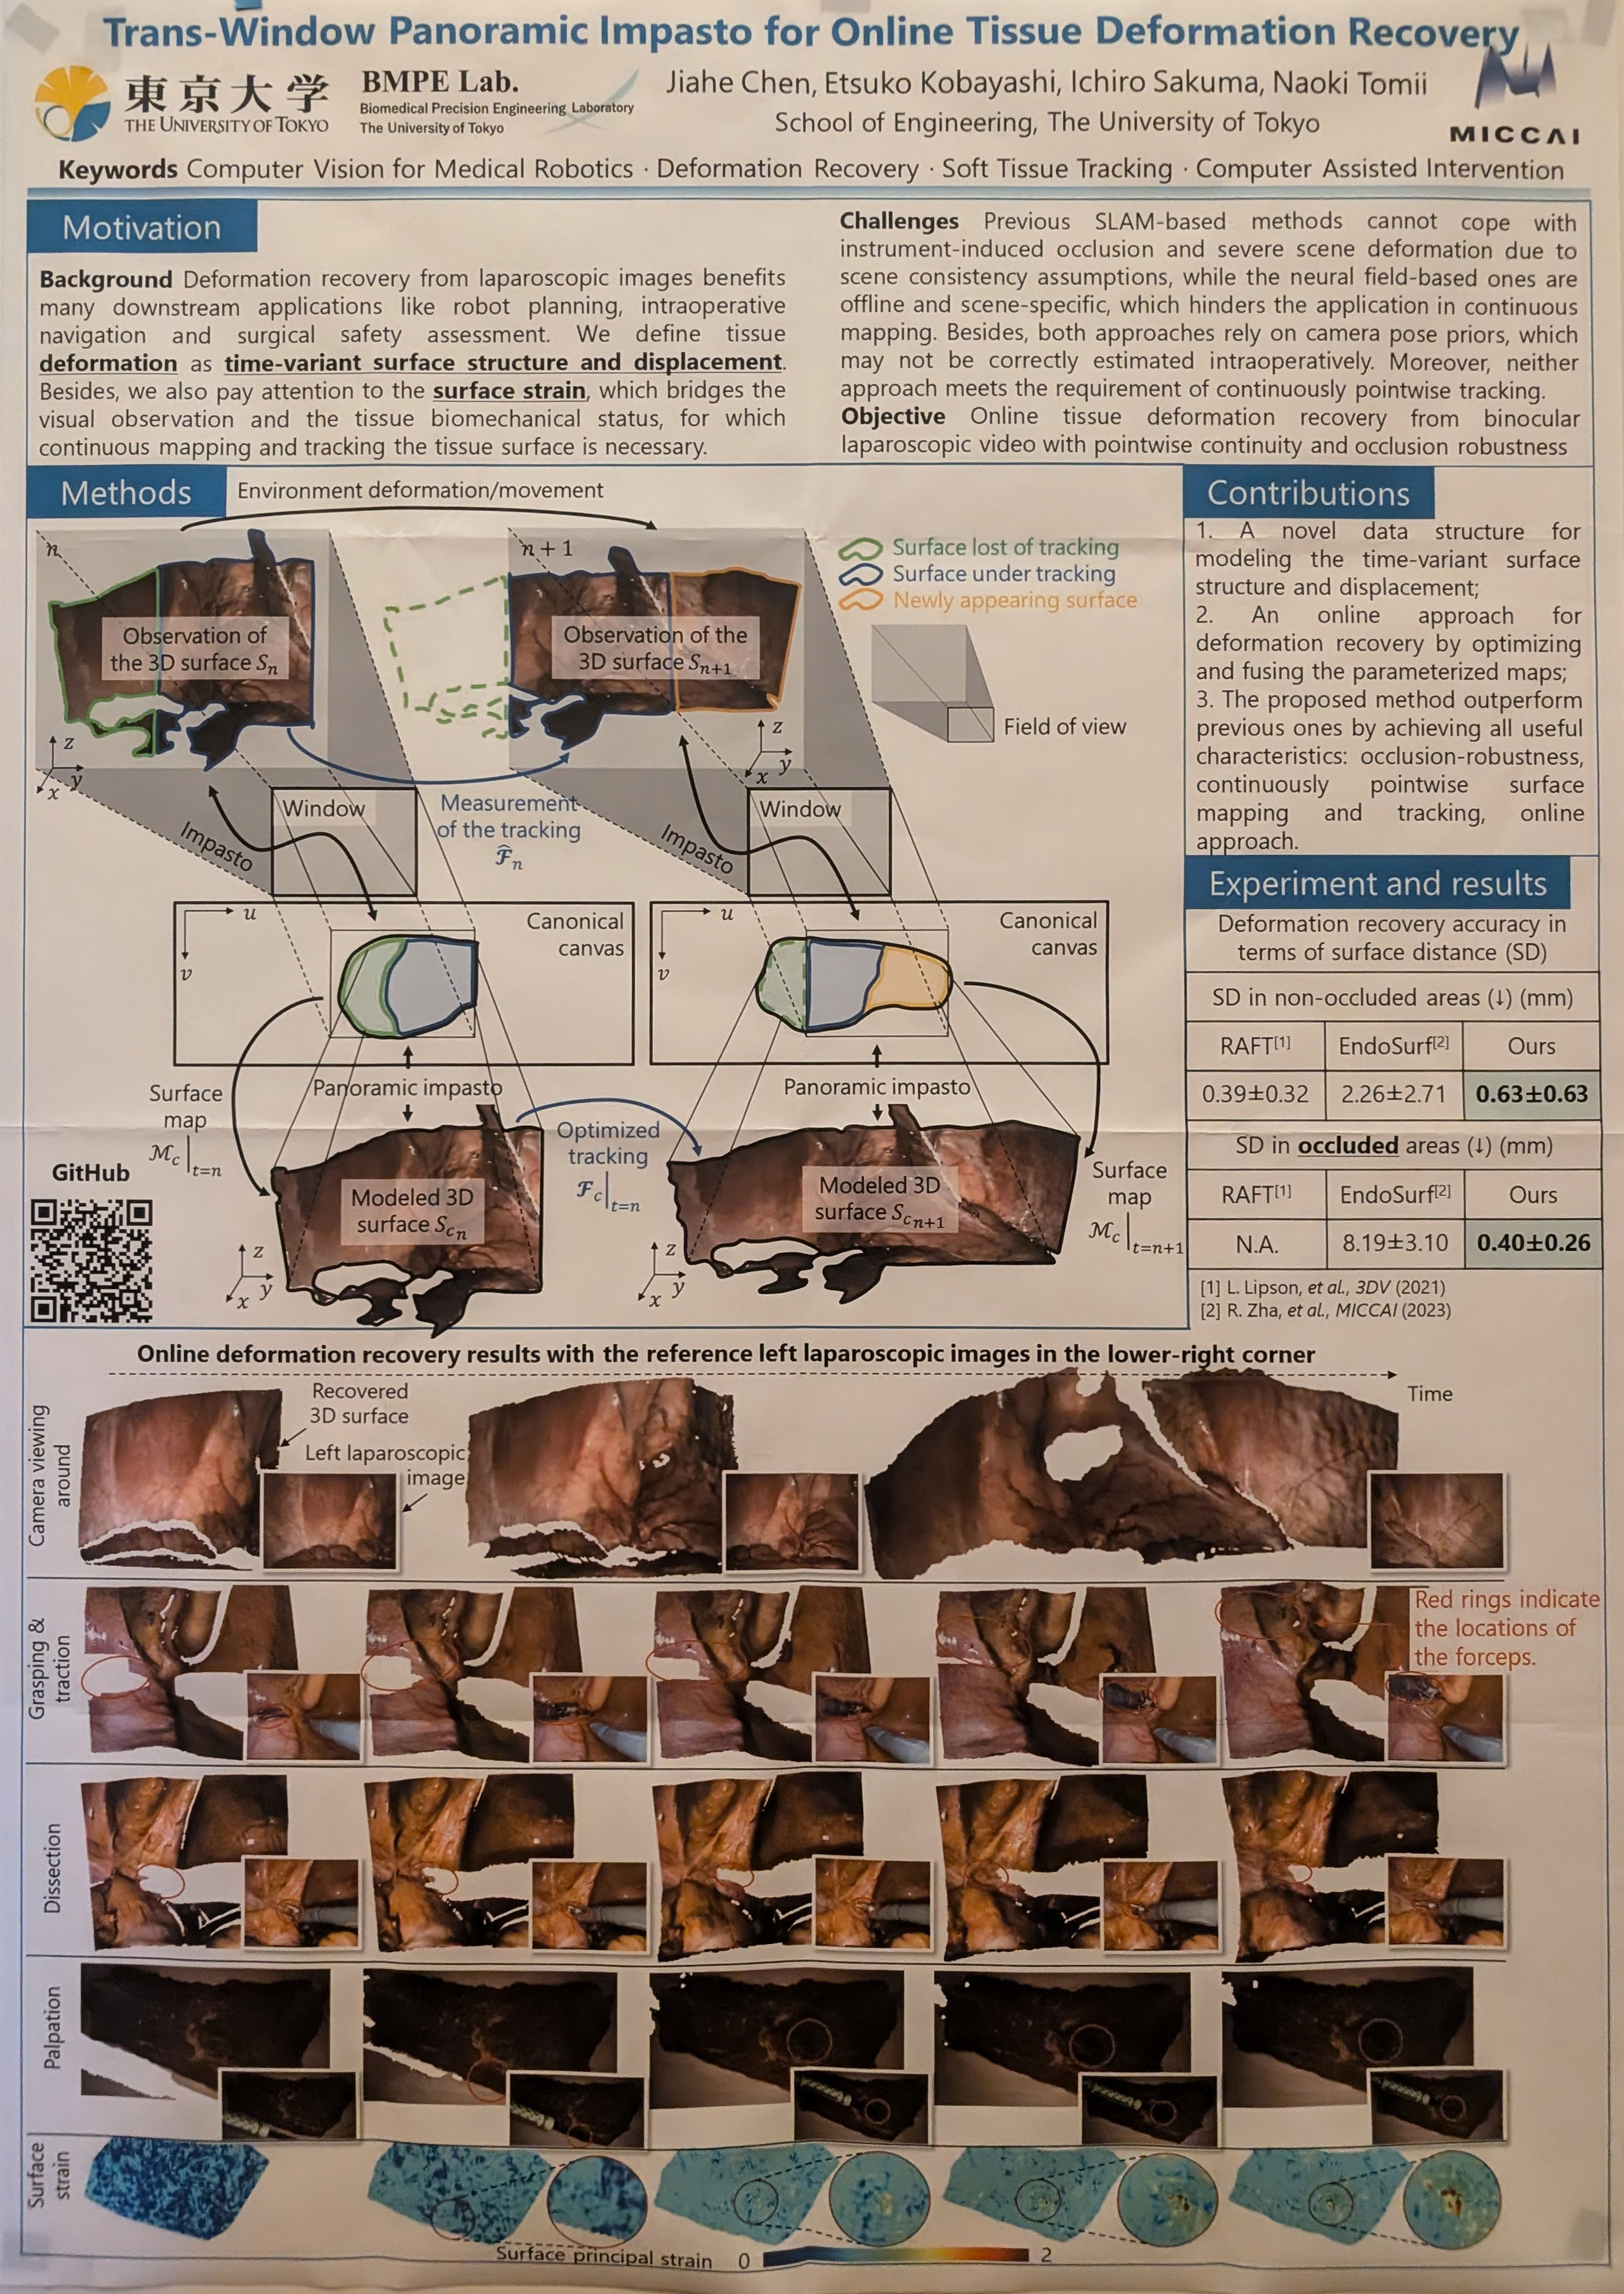 Trans-Window Panoramic Impasto for Online Tissue Deformation Recovery
東京大学
THE UNIVERSITY OF TOKYO
BMPE Lab.
Biomedical Precision Engineering Laboratory
The University of Tokyo
Jiahe Chen, Etsuko Kobayashi, Ichiro Sakuma, Naoki Tomii
School of Engineering, The University of Tokyo
MICCAI
Keywords Computer Vision for Medical Robotics · Deformation Recovery · Soft Tissue Tracking · Computer Assisted Intervention
Motivation
Background Deformation recovery from laparoscopic images benefits
many downstream applications like robot planning, intraoperative
navigation and surgical safety assessment. We define tissue
deformation as time-variant surface structure and displacement.
Besides, we also pay attention to the surface strain, which bridges the
visual observation and the tissue biomechanical status, for which
continuous mapping and tracking the tissue surface is necessary.
Challenges Previous SLAM-based methods cannot cope with
instrument-induced occlusion and severe scene deformation due to
scene consistency assumptions, while the neural field-based ones are
offline and scene-specific, which hinders the application in continuous
mapping. Besides, both approaches rely on camera pose priors, which
may not be correctly estimated intraoperatively. Moreover, neither
approach meets the requirement of continuously pointwise tracking.
Objective Online tissue deformation recovery from binocular
laparoscopic video with pointwise continuity and occlusion robustness
Methods
Environment deformation/movement
n
Observation of
the 3D surface Sn
z
y
x
n + 1
Observation of the
3D surface Sn+1
z
y
x
Surface lost of tracking
Surface under tracking
Newly appearing surface
Field of view
Window
Impasto
Measurement
of the tracking
ℱ̂n
Window
Impasto
u
v
Canonical
canvas
u
v
Canonical
canvas
Panoramic impasto
Panoramic impasto
Surface
map
ℳc|t=n
Optimized
tracking
ℱc|t=n
Modeled 3D
surface Scn
z
y
x
Modeled 3D
surface Scn+1
z
y
x
Surface
map
ℳc|t=n+1
GitHub
Contributions
1. A novel data structure for
modeling the time-variant surface
structure and displacement;
2. An online approach for
deformation recovery by optimizing
and fusing the parameterized maps;
3. The proposed method outperform
previous ones by achieving all useful
characteristics: occlusion-robustness,
continuously pointwise surface
mapping and tracking, online
approach.
Experiment and results
Deformation recovery accuracy in
terms of surface distance (SD)
SD in non-occluded areas (↓) (mm)
RAFT[1] EndoSurf[2] Ours
0.39±0.32 2.26±2.71 0.63±0.63
SD in occluded areas (↓) (mm)
RAFT[1] EndoSurf[2] Ours
N.A. 8.19±3.10 0.40±0.26
[1] L. Lipson, et al., 3DV (2021)
[2] R. Zha, et al., MICCAI (2023)
Online deformation recovery results with the reference left laparoscopic images in the lower-right corner
Time
Camera viewing
around
Recovered
3D surface
Left laparoscopic
image
Grasping &
traction
Red rings indicate
the locations of
the forceps.
Dissection
Palpation
Surface
strain
Surface principal strain 0 2